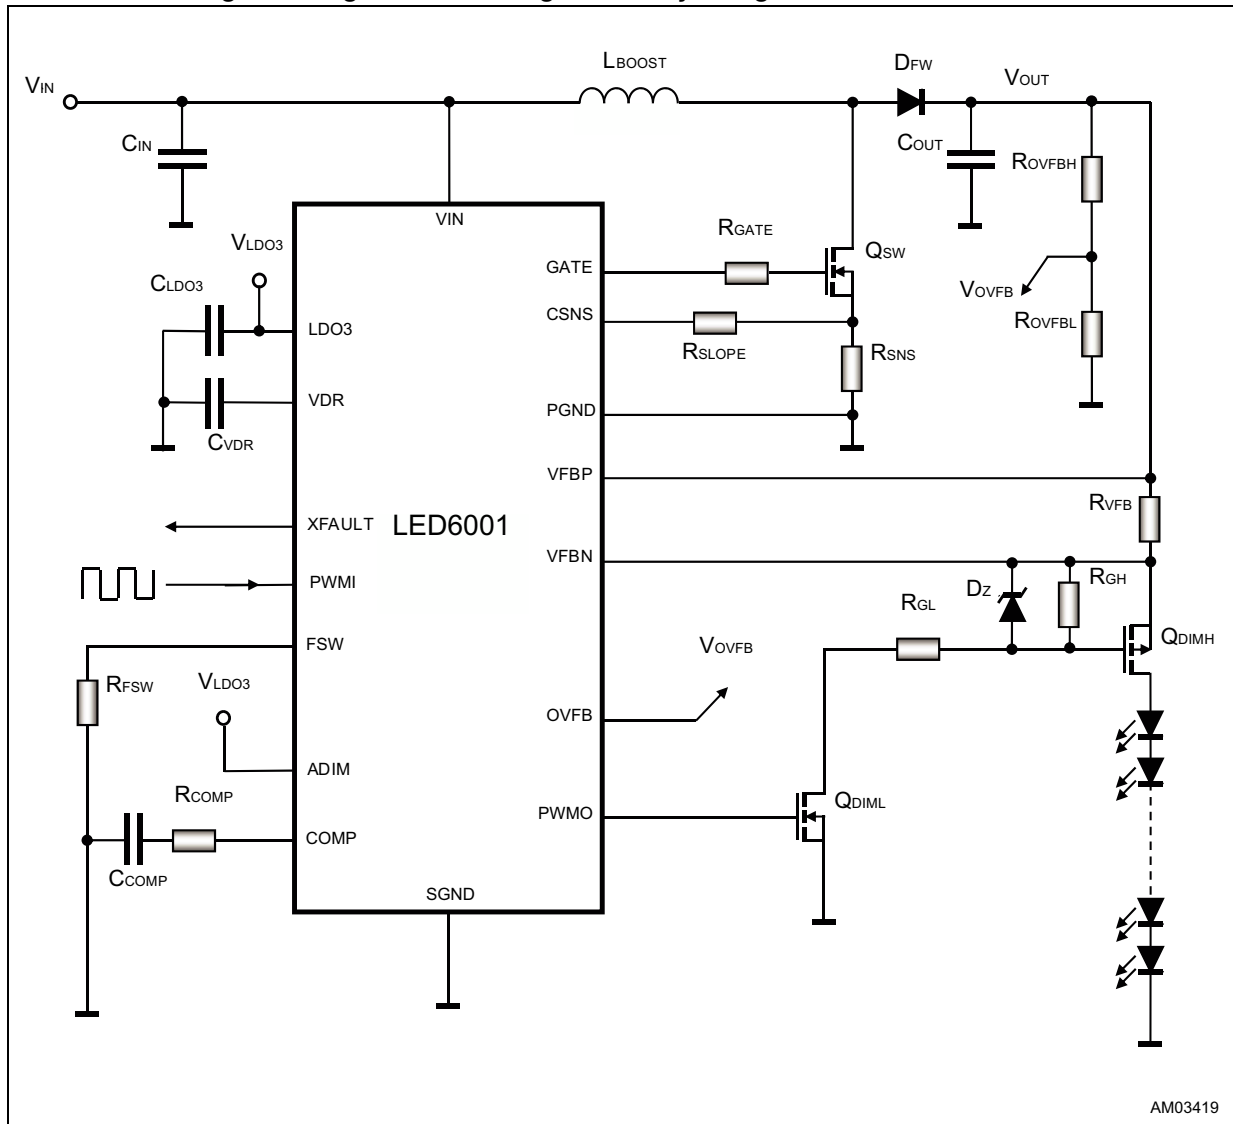 LBOOST
DFW
VOUT
VIN
CIN
COUT
ROVFBH
VIN
RGATE
VLDO3
QSW
GATE
CLDO3
VOVFB
CSNS
ROVFBL
LDO3
RSLOPE
RSNS
VDR
PGND
CVDR
VFBP
RVFB
XFAULT
LED6001
VFBN
PWMI
RGH
DZ
RGL
QDIMH
FSW
VOVFB
RFSW
VLDO3
OVFB
ADIM
RCOMP
QDIML
PWMO
COMP
CCOMP
SGND
AM03419